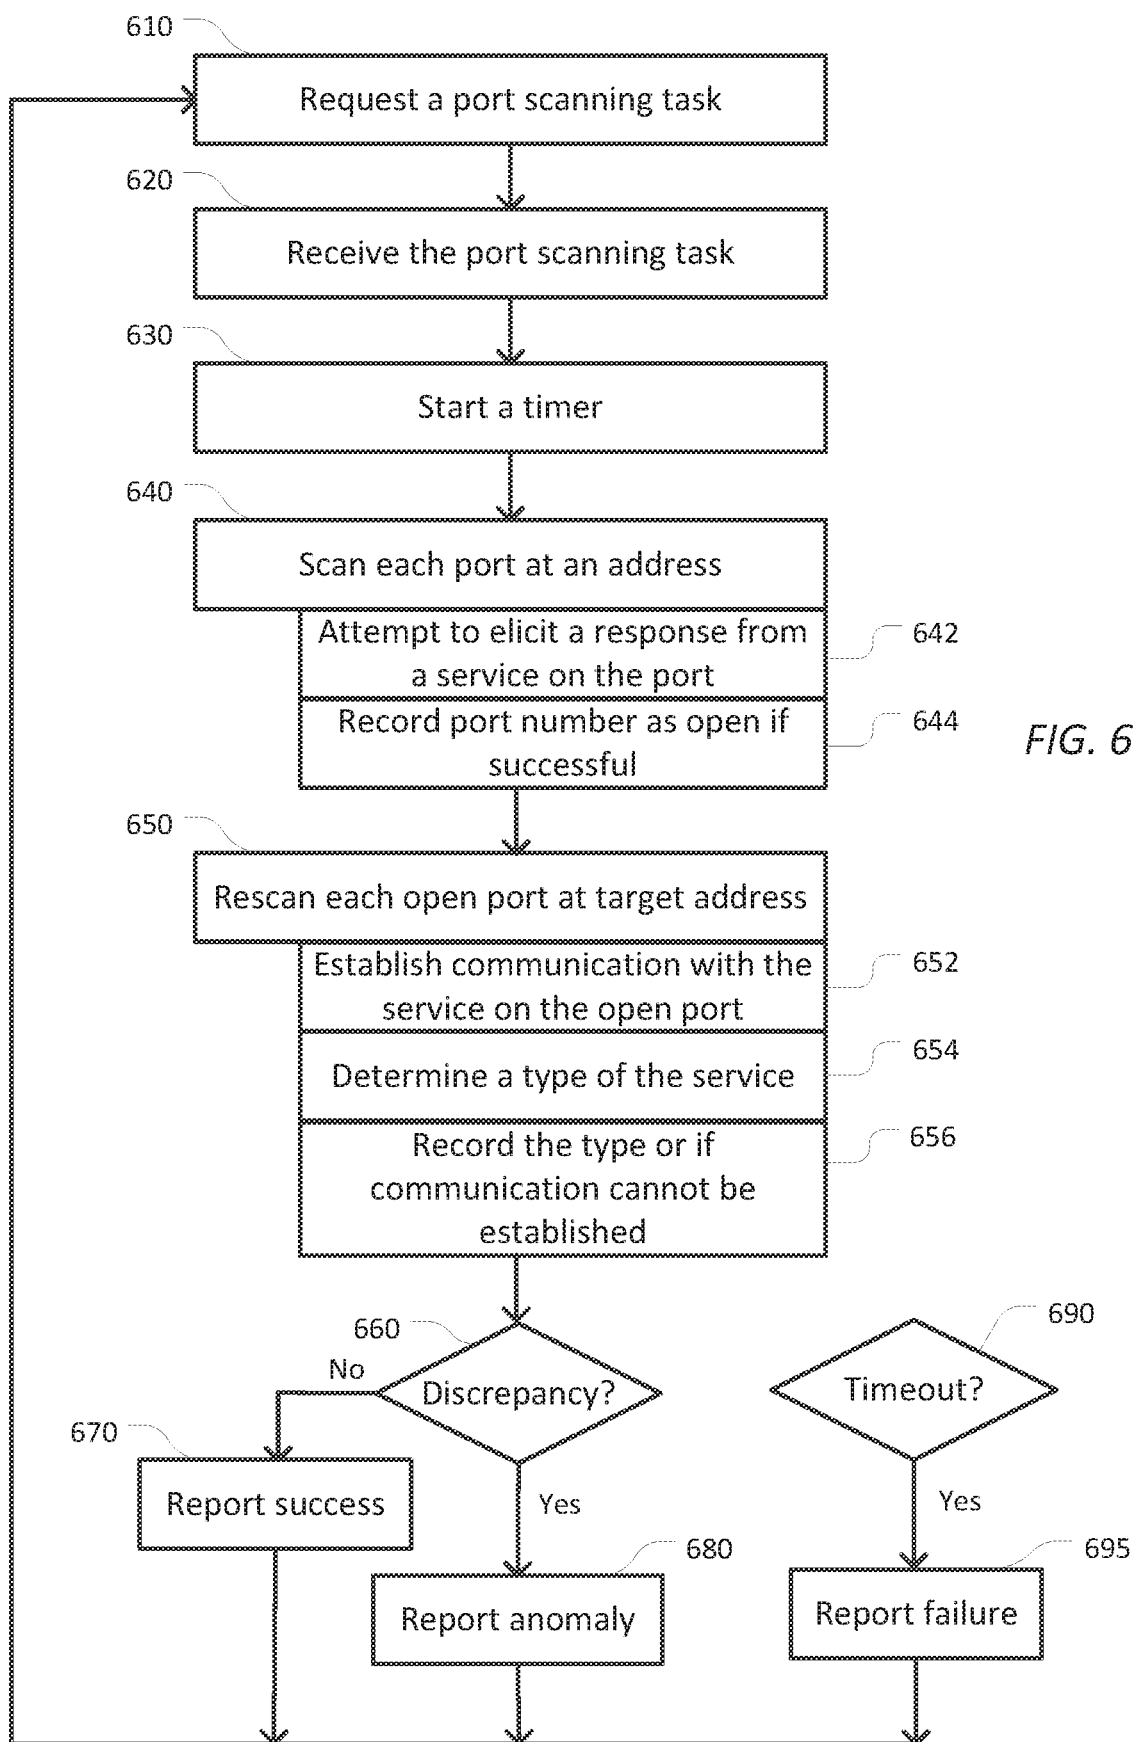 610
Request a port scanning task
620
Receive the port scanning task
630
Start a timer
640
Scan each port at an address
Attempt to elicit a response from
a service on the port
642
Record port number as open if
successful
644
FIG. 6
650
Rescan each open port at target address
Establish communication with the
service on the open port
652
Determine a type of the service
654
Record the type or if
communication cannot be
established
656
660
Discrepancy?
No
690
Timeout?
670
Report success
Yes
Yes
680
Report anomaly
695
Report failure